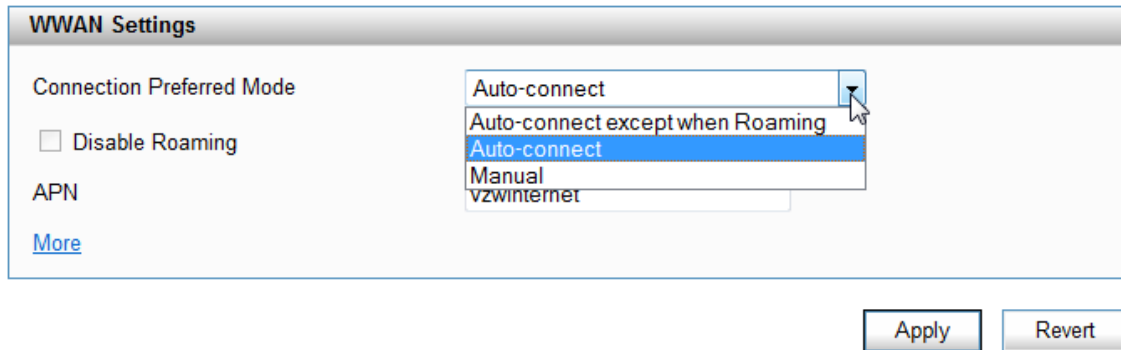 WWAN Settings
Connection Preferred Mode
Auto-connect
Auto-connect except when Roaming
Auto-connect
Manual
Disable Roaming
APN
vzwinternet
More
Apply
Revert